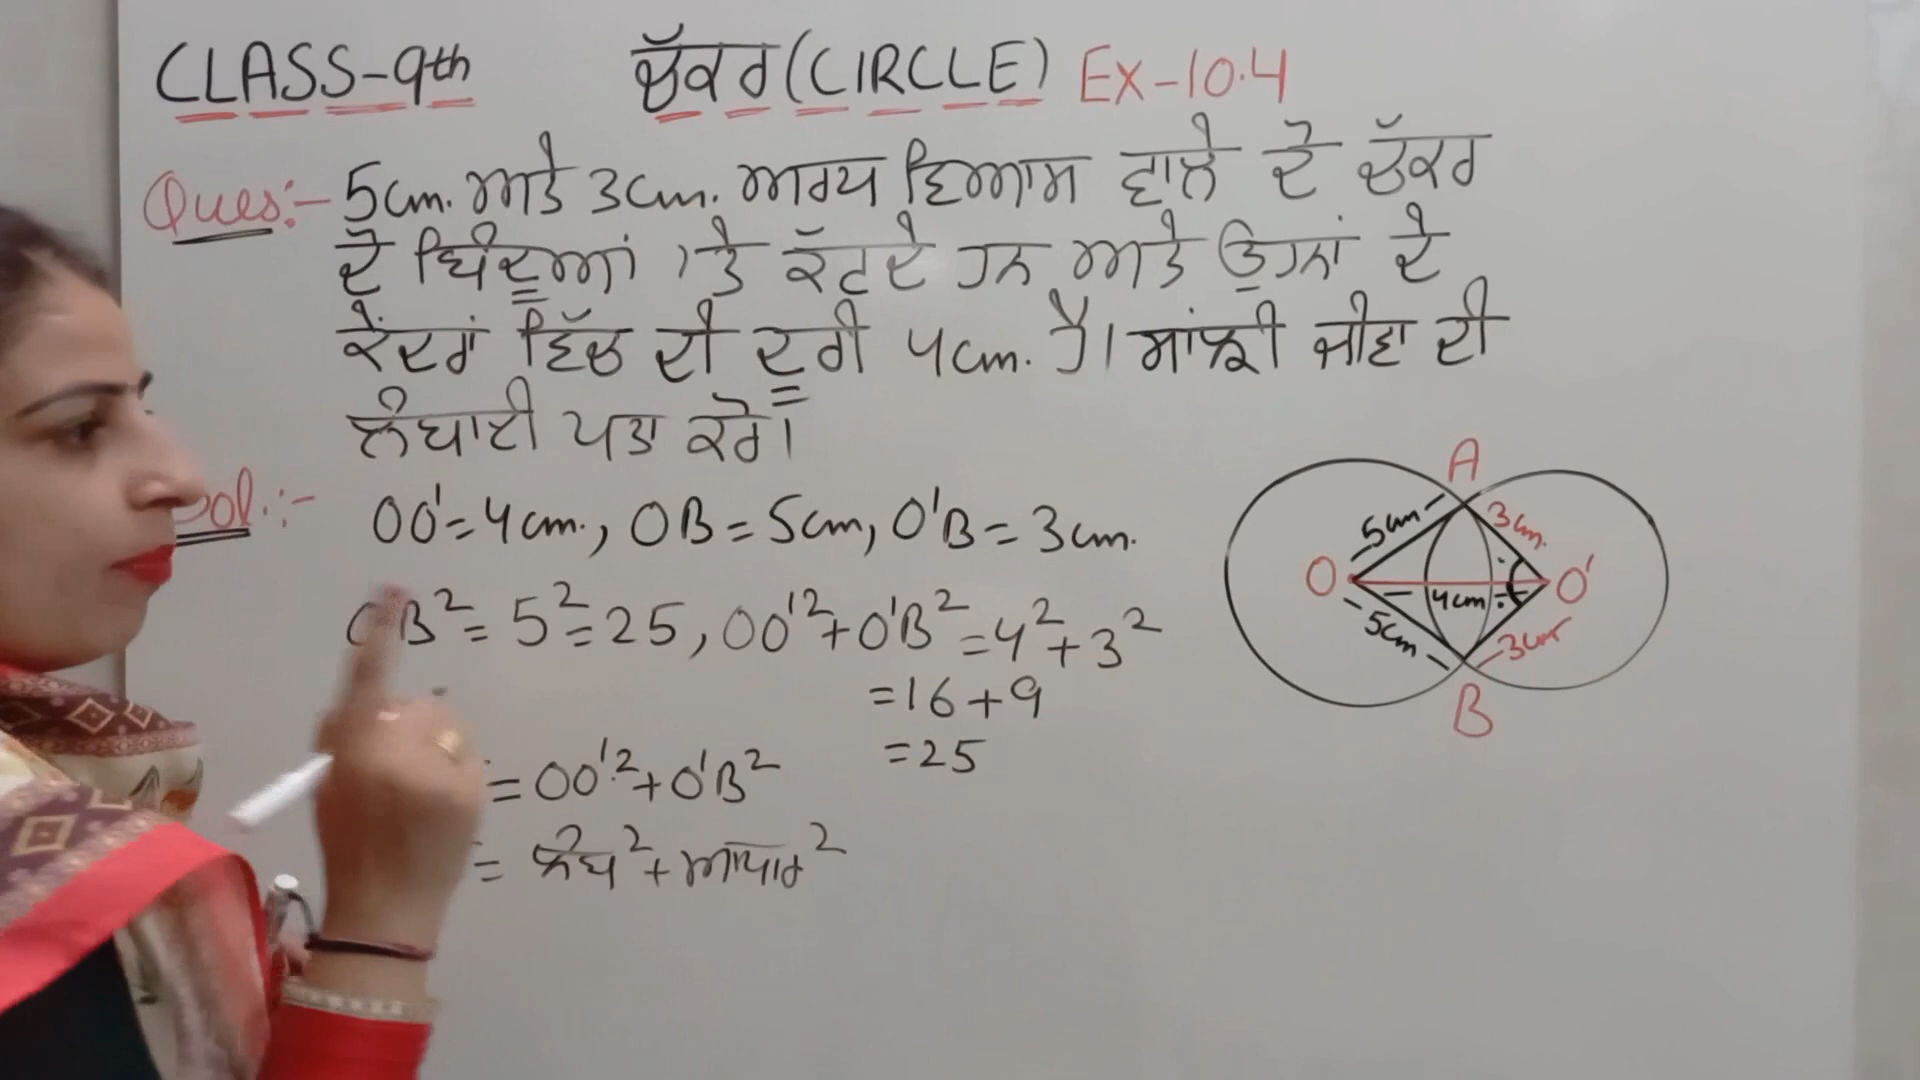 CLASS-9th ਚੱਕਰ (CIRCLE) EX-10.4
Ques:- 5cm. ਅਤੇ 3cm. ਅਰਧ ਵਿਆਸ ਵਾਲੇ ਦੋ ਚੱਕਰ
ਦੋ ਬਿੰਦੂਆਂ 'ਤੇ ਕੱਟਦੇ ਹਨ ਅਤੇ ਉਹਨਾਂ ਦੇ
ਕੇਂਦਰਾਂ ਵਿੱਚ ਦੀ ਦੂਰੀ 4cm. ਹੈ। ਸਾਂਝੀ ਜੀਵਾ ਦੀ
ਲੰਬਾਈ ਪਤਾ ਕਰੋ।
Sol.:- OO' = 4cm., OB = 5cm, O'B = 3cm.
OB² = 5² = 25, OO'² + O'B² = 4² + 3²
= 16 + 9
= 25
= OO'² + O'B²
= ਲੰਬ² + ਆਧਾਰ²
A
5cm 3cm.
O 4cm O'
5cm 3cm
B